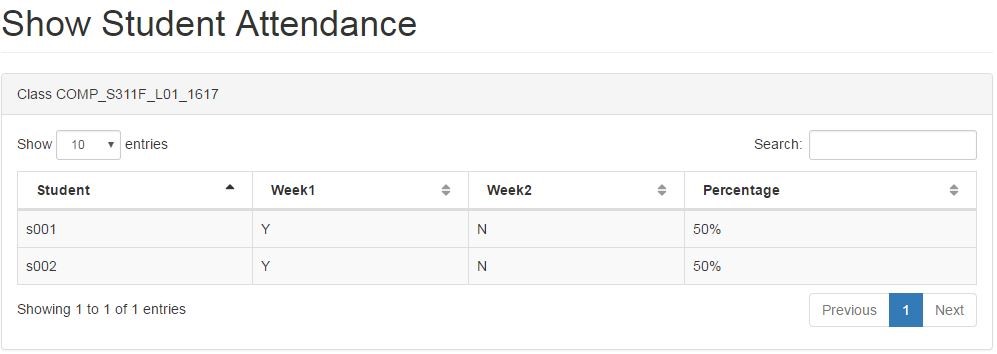 Show Student Attendance
Class COMP_S311F_L01_1617
Show 10 entries Search:
Student Week1 Week2 Percentage
s001 Y N 50%
s002 Y N 50%
Showing 1 to 1 of 1 entries Previous 1 Next